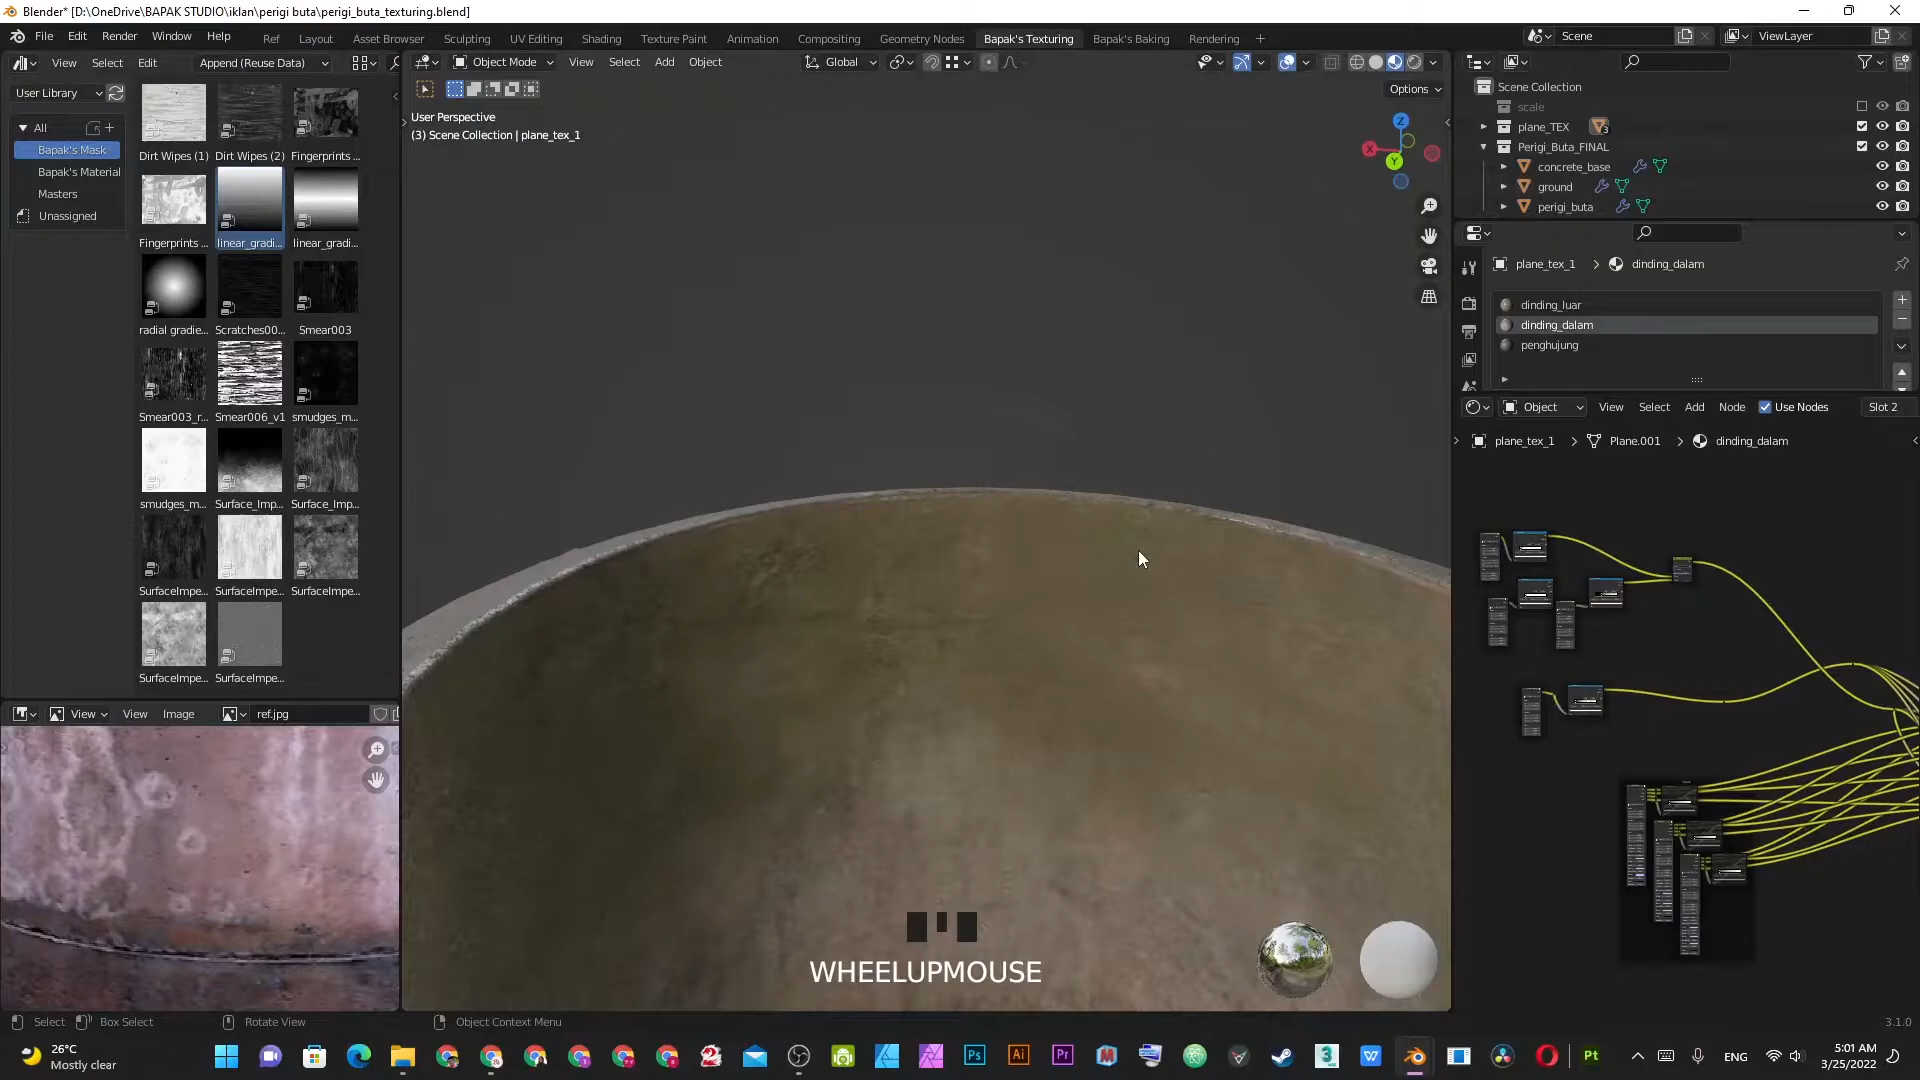 Blender* [D:\OneDrive\BAPAK STUDIO\iklan\perigi buta\perigi_buta_texturing.blend]
File Edit Render Window Help Ref Layout Asset Browser Sculpting UV Editing Shading Texture Paint Animation Compositing Geometry Nodes Bapak's Texturing Bapak's Baking Rendering Scene ViewLayer
View Select Edit Append (Reuse Data) Object Mode View Select Add Object Global
User Library
Options
Scene Collection
scale
plane_TEX 3
Perigi_Buta_FINAL
concrete_base
ground
perigi_buta
User Perspective
(3) Scene Collection | plane_tex_1
Z
X
Y
All
Bapak's Mask
Bapak's Material
Masters
Unassigned
Dirt Wipes (1) Dirt Wipes (2) Fingerprints ...
Fingerprints ... linear_gradi... linear_gradi...
radial gradie... Scratches00... Smear003
Smear003_r... Smear006_v1 smudges_m...
smudges_m... Surface_Imp... Surface_Imp...
SurfaceImpe... SurfaceImpe... SurfaceImpe...
SurfaceImpe... SurfaceImpe...
plane_tex_1 > dinding_dalam
dinding_luar
dinding_dalam
penghujung
Object View Select Add Node Use Nodes Slot 2
plane_tex_1 > Plane.001 > dinding_dalam
View View Image ref.jpg
WHEELUPMOUSE
Select Box Select Rotate View Object Context Menu 3.1.0
26°C
Mostly clear
Ps Ai Pr 3 W Pt
ENG
5:01 AM
3/25/2022